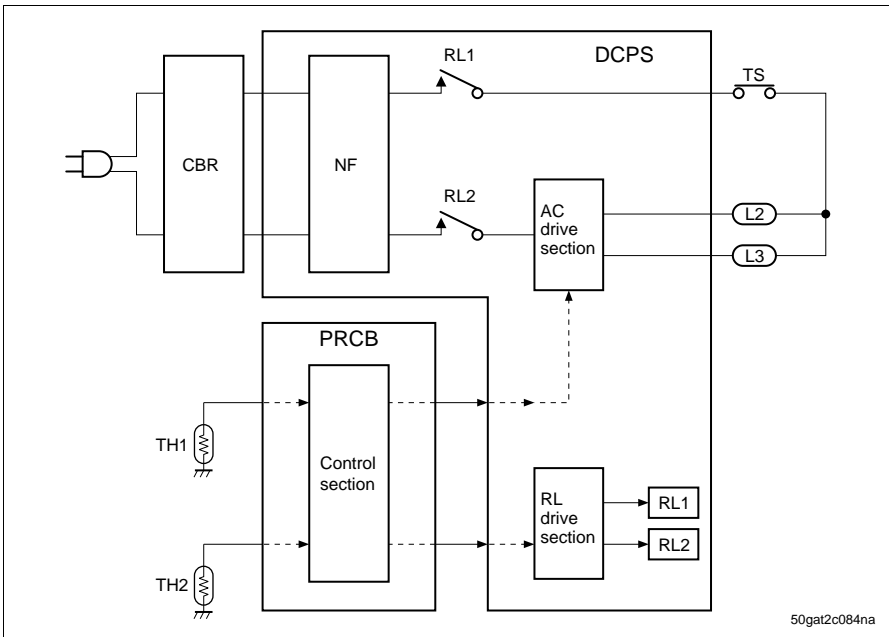 RL1
DCPS
TS
CBR
NF
RL2
AC
drive
section
L2
L3
PRCB
TH1
Control
section
RL
drive
section
RL1
RL2
TH2
50gat2c084na